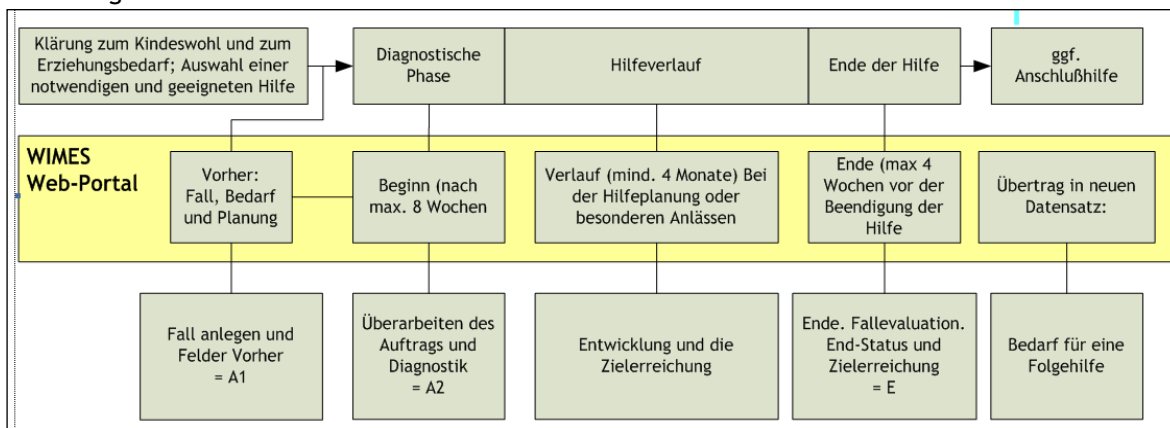 Klärung zum Kindeswohl und zum
Erziehungsbedarf; Auswahl einer
notwendigen und geeigneten Hilfe
Diagnostische
Phase
Hilfeverlauf
Ende der Hilfe
ggf.
Anschlußhilfe
WIMES
Web-Portal
Vorher:
Fall, Bedarf
und Planung
Beginn (nach
max. 8 Wochen
Verlauf (mind. 4 Monate) Bei
der Hilfeplanung oder
besonderen Anlässen
Ende (max 4
Wochen vor der
Beendigung der
Hilfe
Übertrag in neuen
Datensatz:
Fall anlegen und
Felder Vorher
= A1
Überarbeiten des
Auftrags und
Diagnostik
= A2
Entwicklung und die
Zielerreichung
Ende. Fallevaluation.
End-Status und
Zielerreichung
= E
Bedarf für eine
Folgehilfe